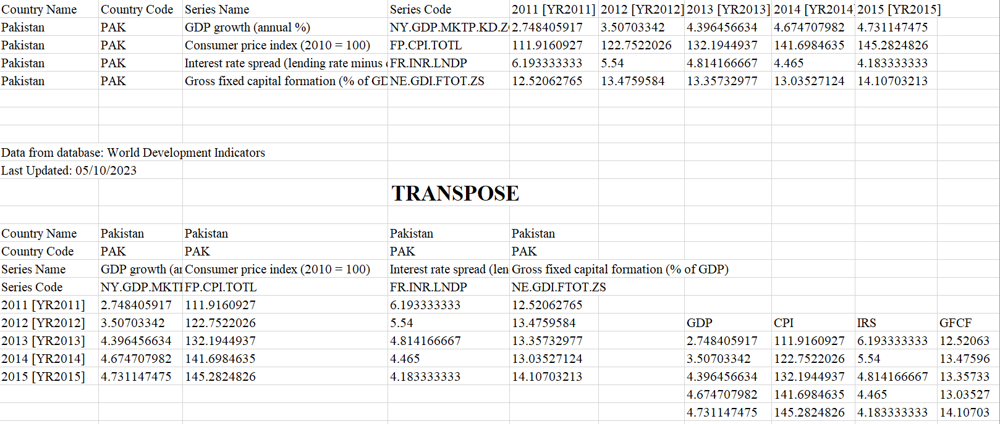 Country Name Country Code Series Name Series Code 2011 [YR2011] 2012 [YR2012] 2013 [YR2013] 2014 [YR2014 2015 [YR2015]
Pakistan PAK GDP growth (annual %) NY.GDP.MKTP.KD.Z 2.748405917 3.50703342 4.396456634 4.674707982 4.731147475
Pakistan PAK Consumer price index (2010 = 100) FP.CPI.TOTL 111.9160927 122.7522026 132.1944937 141.6984635 145.2824826
Pakistan PAK Interest rate spread (lending rate minus FR.INR.LNDP 6.193333333 5.54 4.814166667 4.465 4.183333333
Pakistan PAK Gross fixed capital formation (% of GD NE.GDI.FTOT.ZS 12.52062765 13.4759584 13.35732977 13.03527124 14.10703213
Data from database: World Development Indicators
Last Updated: 05/10/2023
TRANSPOSE
Country Name Pakistan Pakistan Pakistan Pakistan
Country Code PAK PAK PAK PAK
Series Name GDP growth (an Consumer price index (2010 = 100) Interest rate spread (len Gross fixed capital formation (% of GDP)
Series Code NY.GDP.MKT FP.CPI.TOTL FR.INR.LNDP NE.GDI.FTOT.ZS
2011 [YR2011] 2.748405917 111.9160927 6.193333333 12.52062765
2012 [YR2012] 3.50703342 122.7522026 5.54 13.4759584 GDP CPI IRS GFCF
2013 [YR2013] 4.396456634 132.1944937 4.814166667 13.35732977 2.748405917 111.9160927 6.193333333 12.52063
2014 [YR2014] 4.674707982 141.6984635 4.465 13.03527124 3.50703342 122.7522026 5.54 13.47596
2015 [YR2015] 4.731147475 145.2824826 4.183333333 14.10703213 4.396456634 132.1944937 4.814166667 13.35733
4.674707982 141.6984635 4.465 13.03527
4.731147475 145.2824826 4.183333333 14.10703